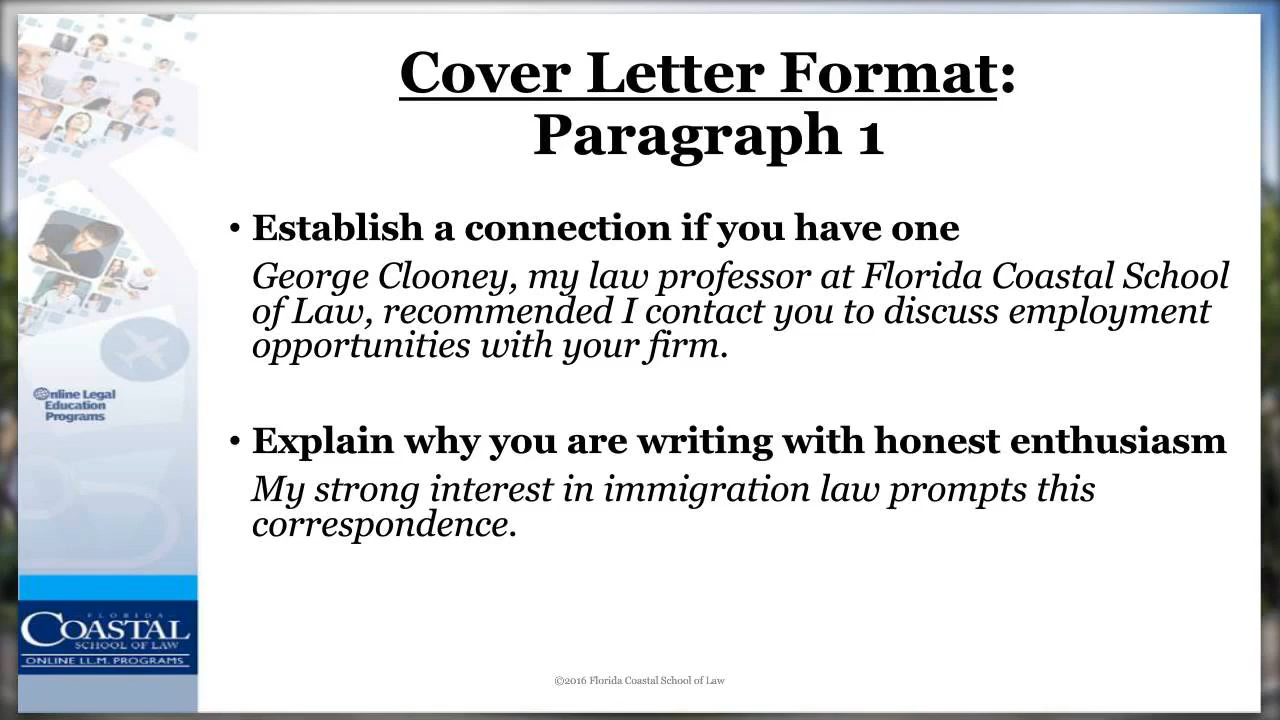 Cover Letter Format:
Paragraph 1
• Establish a connection if you have one
George Clooney, my law professor at Florida Coastal School
of Law, recommended I contact you to discuss employment
opportunities with your firm.
• Explain why you are writing with honest enthusiasm
My strong interest in immigration law prompts this
correspondence.
Online Legal
Education
Programs
FLORIDA
COASTAL
SCHOOL OF LAW
ONLINE LL.M. PROGRAMS
©2016 Florida Coastal School of Law